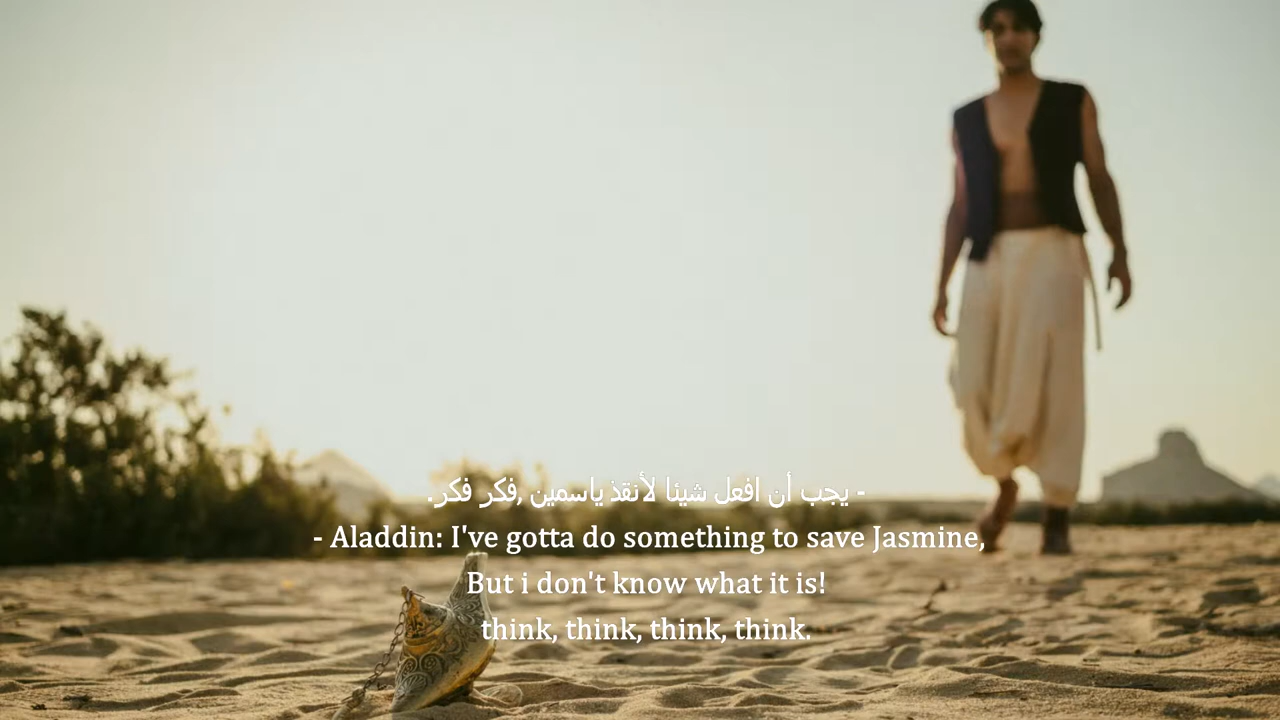 - يجب أن افعل شيئا لأنقذ ياسمين ,فكر فكر.
- Aladdin: I've gotta do something to save Jasmine,
But i don't know what it is!
think, think, think, think.